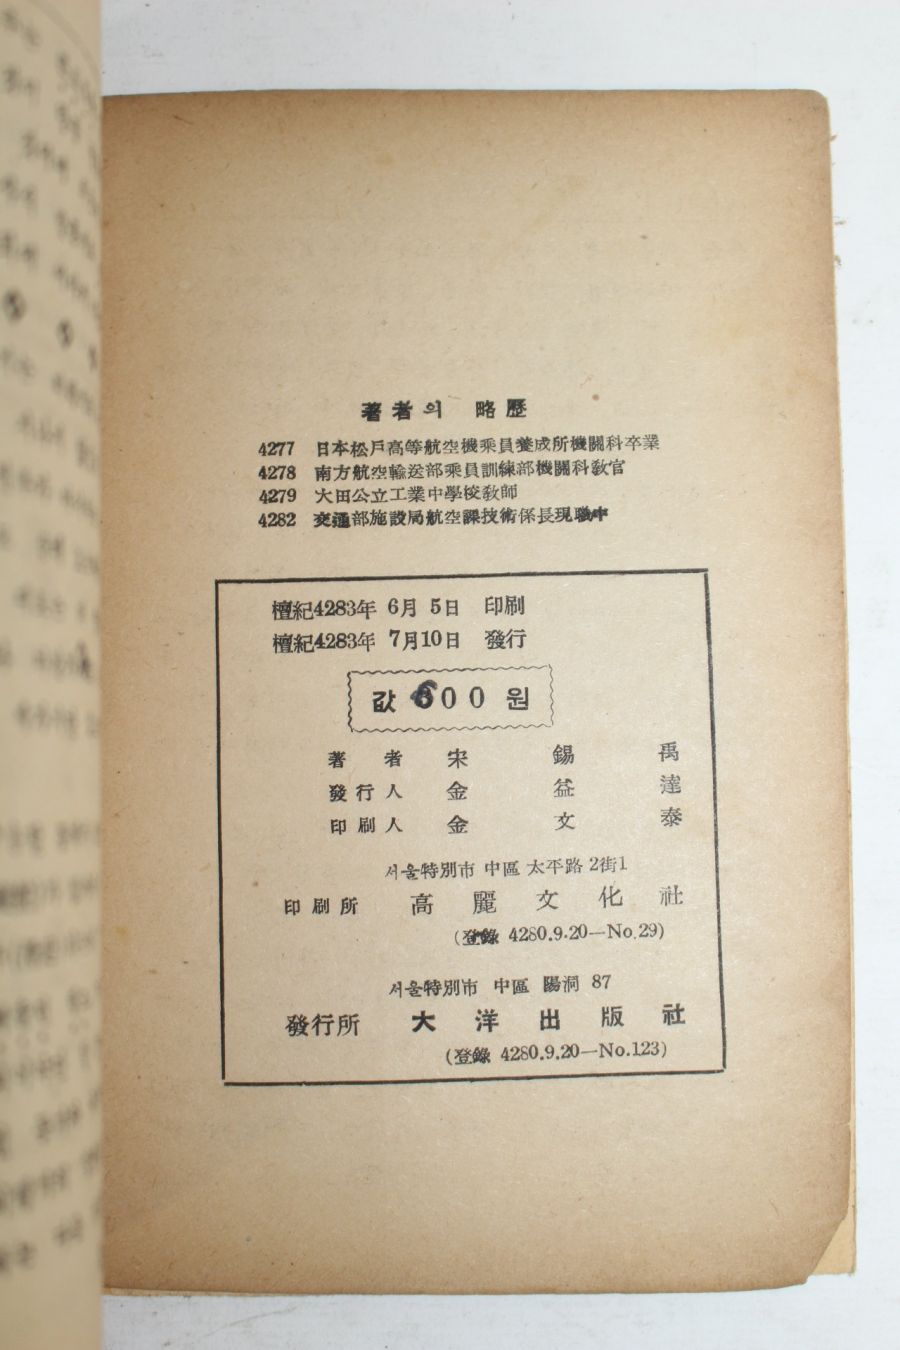 著者의 略歷
4277 日本松戶高等航空機乘員養成所機關科卒業
4278 南方航空輸送部乘員訓練部機關科敎官
4279 大田公立工業中學校敎師
4282 交通部施設局航空課技術係長現職中
檀紀4283年 6月 5日 印刷
檀紀4283年 7月10日 發行
값 600원
著者 宋錫禹
發行人 金益達
印刷人 金文泰
서울特別市 中區 太平路 2街1
印刷所 高麗文化社
(登錄 4280.9.20—No.29)
서울特別市 中區 陽洞 87
發行所 大洋出版社
(登錄 4280.9.20—No.123)